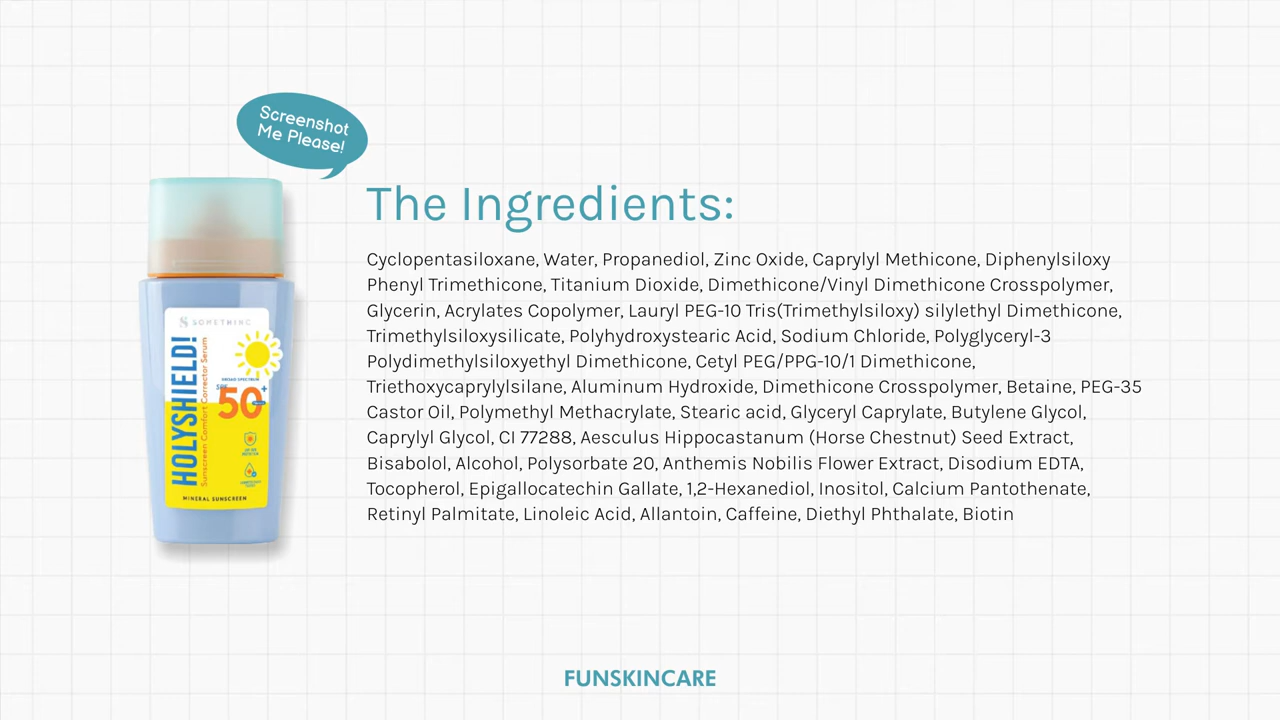 Screenshot
Me Please!
The Ingredients:
Cyclopentasiloxane, Water, Propanediol, Zinc Oxide, Caprylyl Methicone, Diphenylsiloxy
Phenyl Trimethicone, Titanium Dioxide, Dimethicone/Vinyl Dimethicone Crosspolymer,
Glycerin, Acrylates Copolymer, Lauryl PEG-10 Tris(Trimethylsiloxy) silylethyl Dimethicone,
Trimethylsiloxysilicate, Polyhydroxystearic Acid, Sodium Chloride, Polyglyceryl-3
Polydimethylsiloxyethyl Dimethicone, Cetyl PEG/PPG-10/1 Dimethicone,
Triethoxycaprylylsilane, Aluminum Hydroxide, Dimethicone Crosspolymer, Betaine, PEG-35
Castor Oil, Polymethyl Methacrylate, Stearic acid, Glyceryl Caprylate, Butylene Glycol,
Caprylyl Glycol, CI 77288, Aesculus Hippocastanum (Horse Chestnut) Seed Extract,
Bisabolol, Alcohol, Polysorbate 20, Anthemis Nobilis Flower Extract, Disodium EDTA,
Tocopherol, Epigallocatechin Gallate, 1,2-Hexanediol, Inositol, Calcium Pantothenate,
Retinyl Palmitate, Linoleic Acid, Allantoin, Caffeine, Diethyl Phthalate, Biotin
SOMETHINC
HOLYSHIELD!
Sunscreen Comfort Corrector Serum
BROAD SPECTRUM
SPF
50+
MINERAL SUNSCREEN
FUNSKINCARE